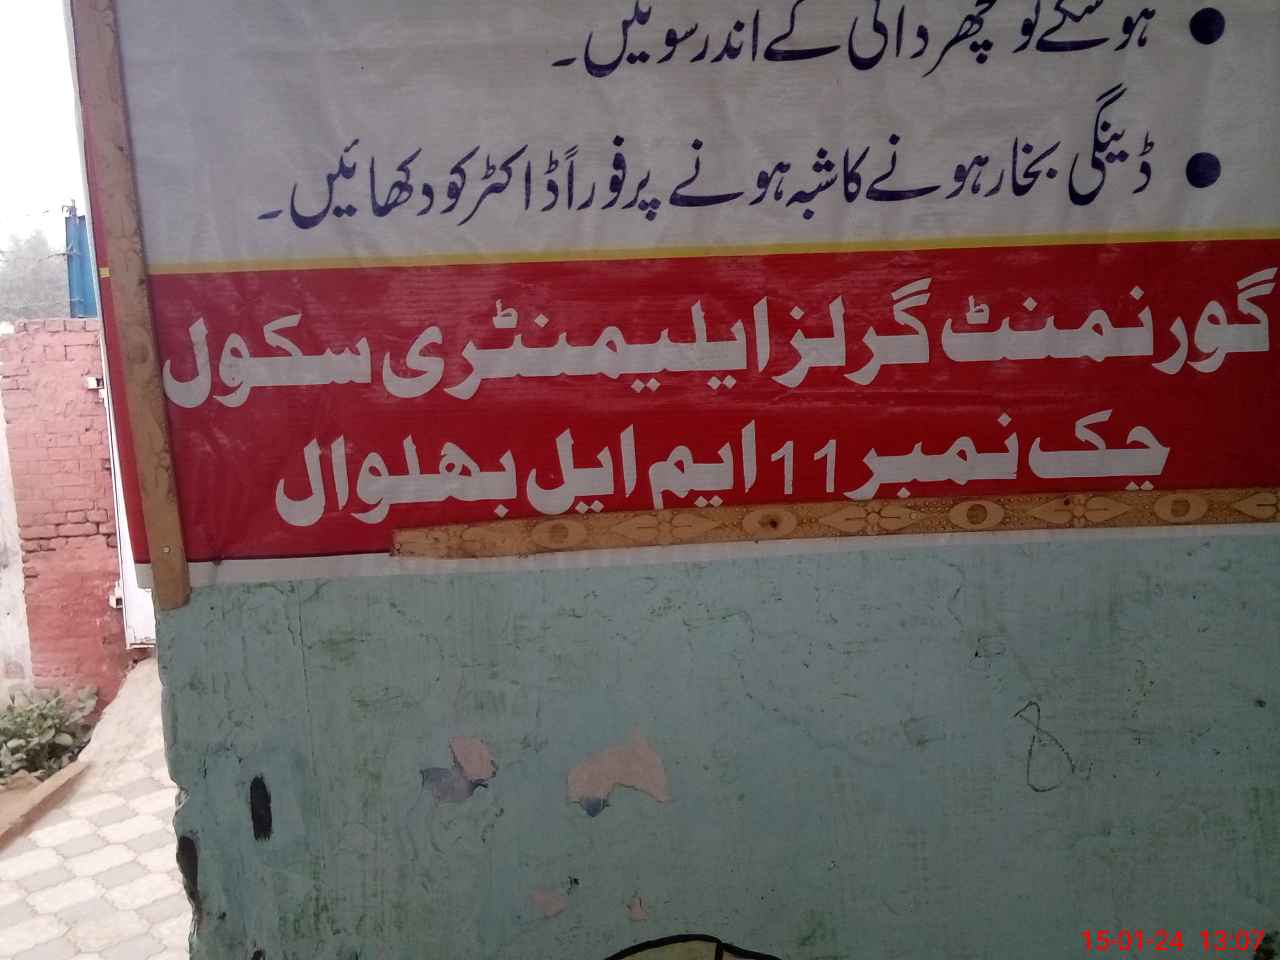 ہو سکے تو مچھر دانی کے اندر سوئیں۔
ڈینگی بخار ہونے کا شبہ ہونے پر فوراً ڈاکٹر کو دکھائیں۔
گورنمنٹ گرلز ایلیمنٹری سکول
چک نمبر 11 ایم ایل بھلوال
8
15-01-24 13:07